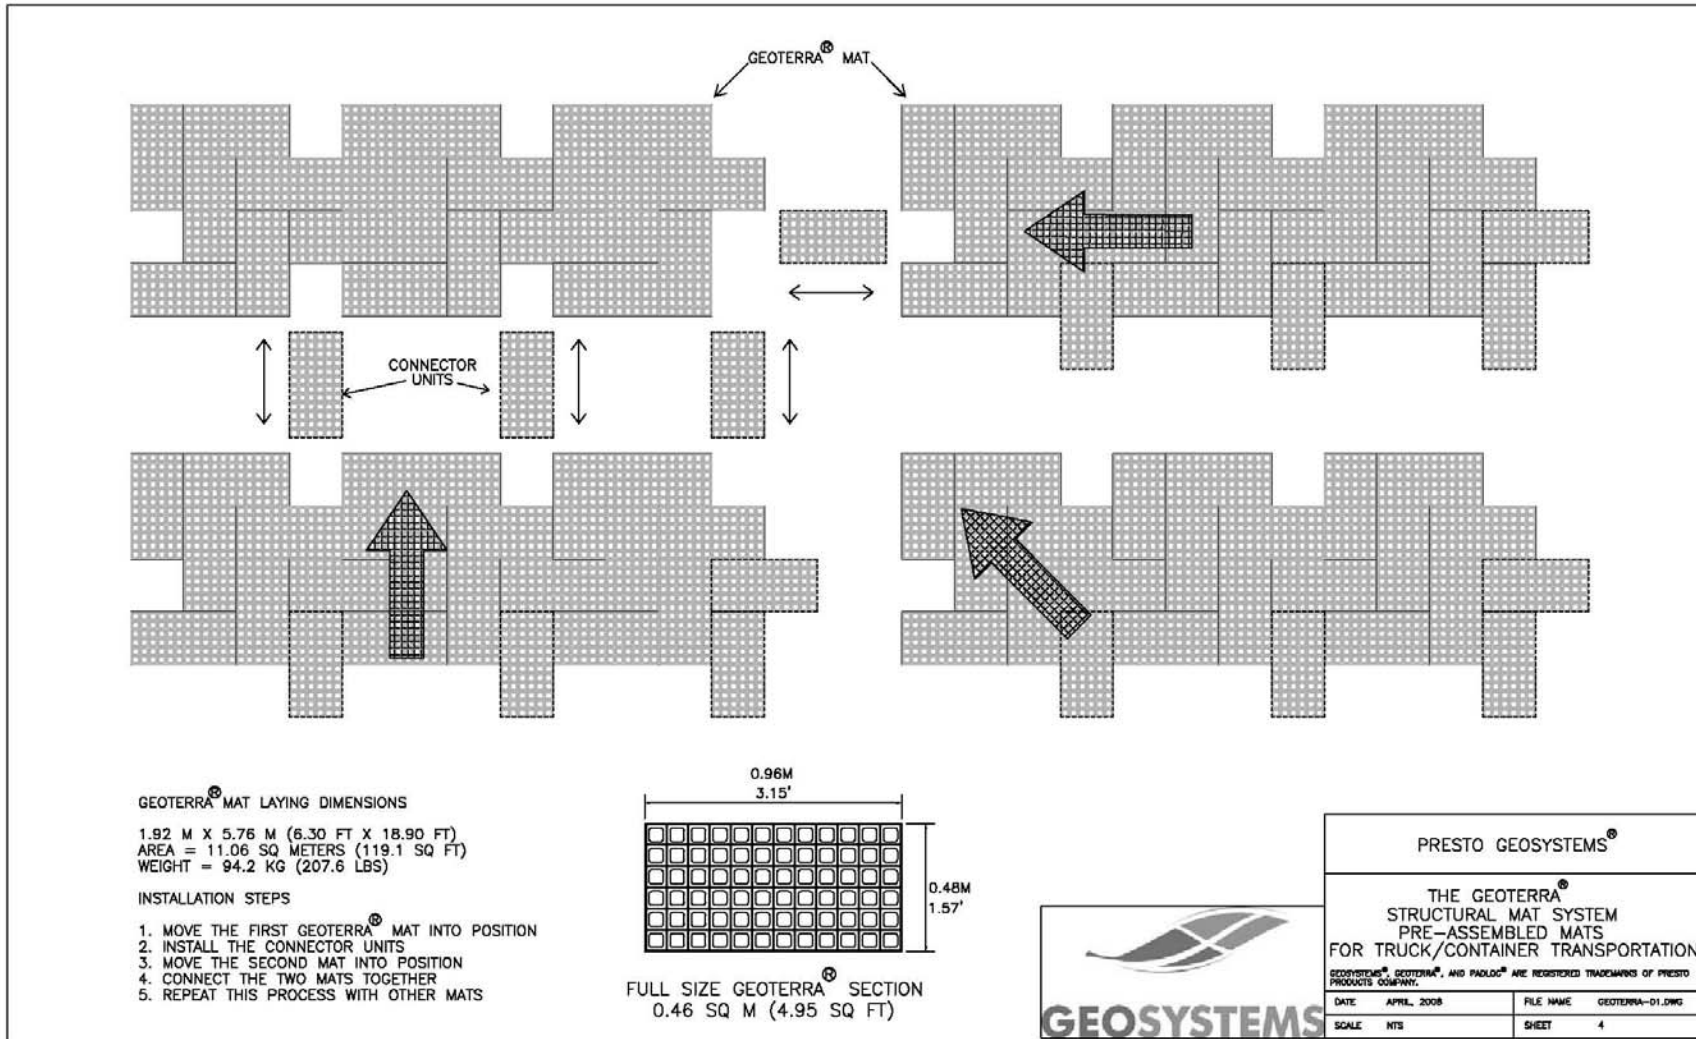 GEOTERRA® MAT
CONNECTOR
UNITS
GEOTERRA® MAT LAYING DIMENSIONS
1.92 M X 5.76 M (6.30 FT X 18.90 FT)
AREA = 11.06 SQ METERS (119.1 SQ FT)
WEIGHT = 94.2 KG (207.6 LBS)
INSTALLATION STEPS
1. MOVE THE FIRST GEOTERRA® MAT INTO POSITION
2. INSTALL THE CONNECTOR UNITS
3. MOVE THE SECOND MAT INTO POSITION
4. CONNECT THE TWO MATS TOGETHER
5. REPEAT THIS PROCESS WITH OTHER MATS
0.96M
3.15'
0.48M
1.57'
FULL SIZE GEOTERRA® SECTION
0.46 SQ M (4.95 SQ FT)
GEOSYSTEMS
PRESTO GEOSYSTEMS®
THE GEOTERRA®
STRUCTURAL MAT SYSTEM
PRE-ASSEMBLED MATS
FOR TRUCK/CONTAINER TRANSPORTATION
GEOSYSTEMS®, GEOTERRA®, AND PADLOC® ARE REGISTERED TRADEMARKS OF PRESTO
PRODUCTS COMPANY.
DATE APRIL, 2008 FILE NAME GEOTERRA-01.DWG
SCALE NTS SHEET 4